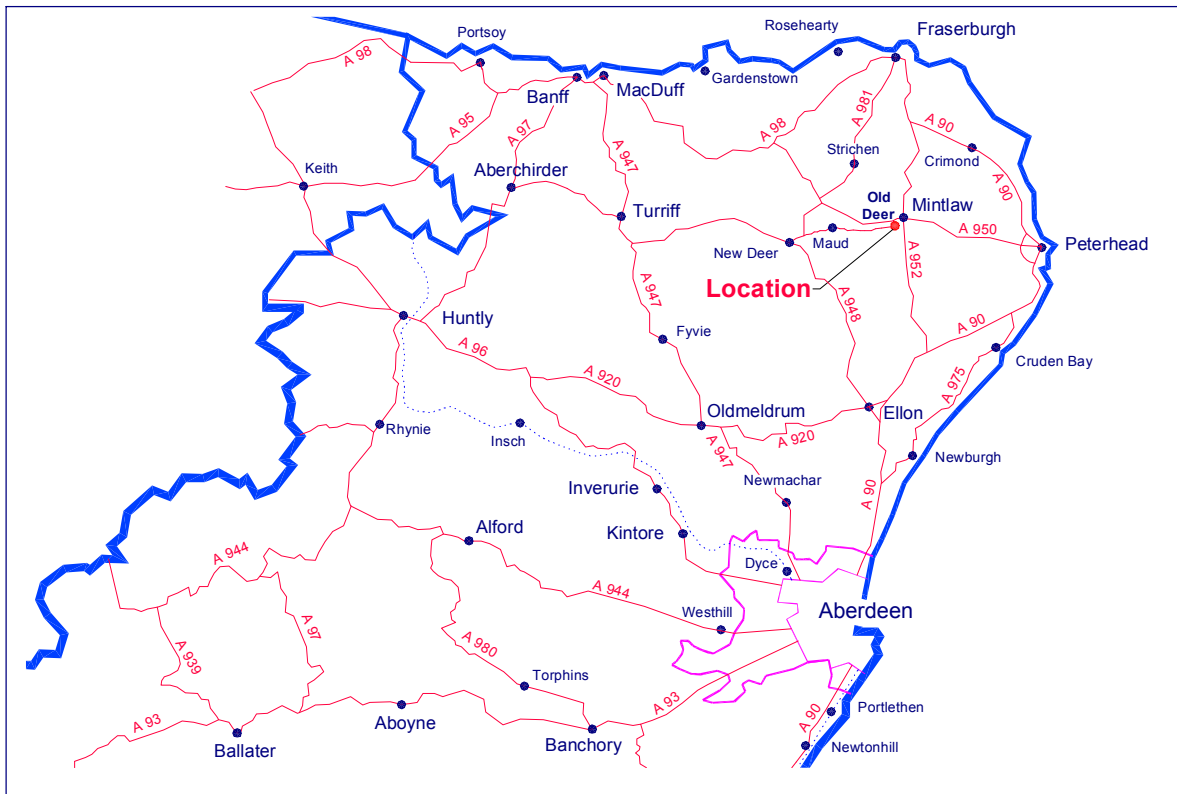 Rosehearty
Fraserburgh
Portsoy
A 98
Gardenstown
Banff
MacDuff
A 981
A 95
A 97
A 98
A 90
A 947
Strichen
Crimond
Keith
Aberchirder
A 90
Old
Deer
Mintlaw
Turriff
A 950
New Deer
Maud
Peterhead
A 952
Location
A 947
A 948
Huntly
A 90
Fyvie
A 96
Cruden Bay
A 920
A 975
Oldmeldrum
Ellon
Rhynie
Insch
A 920
A 947
Newburgh
Inverurie
Newmachar
A 90
Alford
Kintore
A 944
Dyce
A 944
Westhill
Aberdeen
A 97
A 939
A 980
Torphins
A 93
Portlethen
A 93
Aboyne
A 90
Ballater
Banchory
Newtonhill